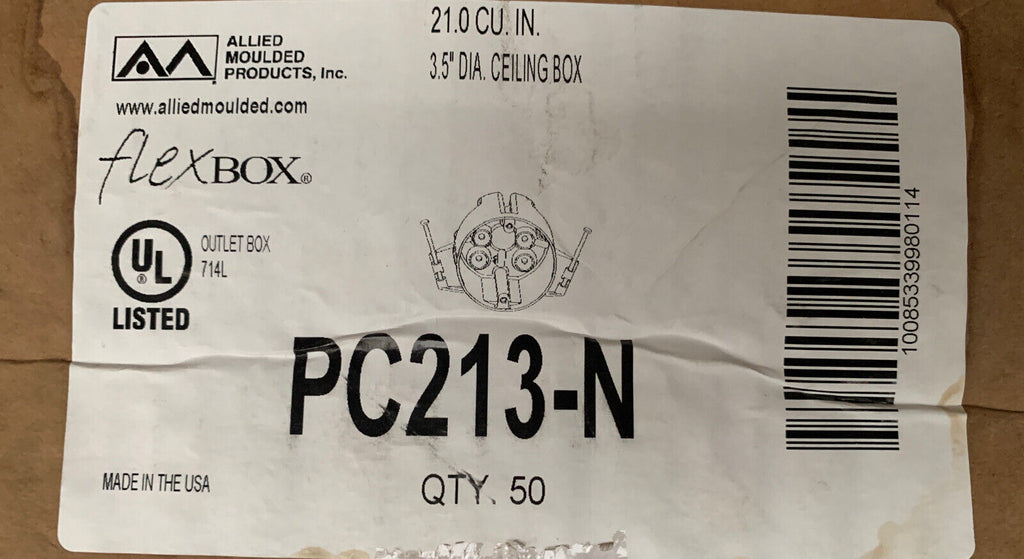 21.0 CU. IN.
3.5" DIA. CEILING BOX
ALLIED
MOULDED
PRODUCTS, Inc.
www.alliedmoulded.com
flexBOX®
UL®
LISTED
OUTLET BOX
714L
PC213-N
MADE IN THE USA
QTY. 50
10085339980114